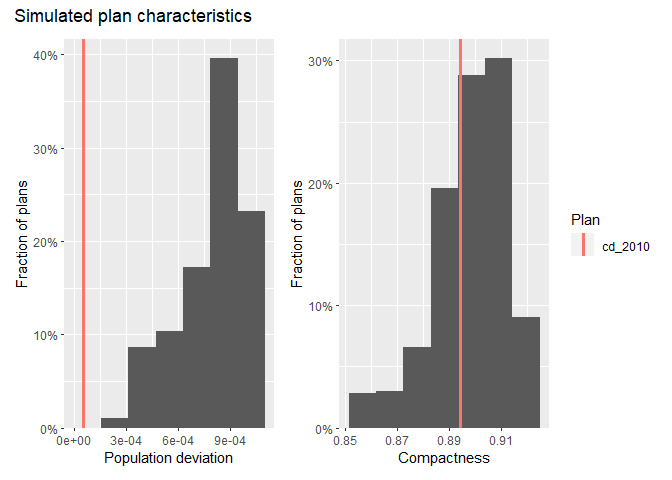 Simulated plan characteristics
40%
30%
20%
10%
0%
Fraction of plans
0e+00 3e-04 6e-04 9e-04
Population deviation
30%
20%
10%
0%
Fraction of plans
0.85 0.87 0.89 0.91
Compactness
Plan
cd_2010